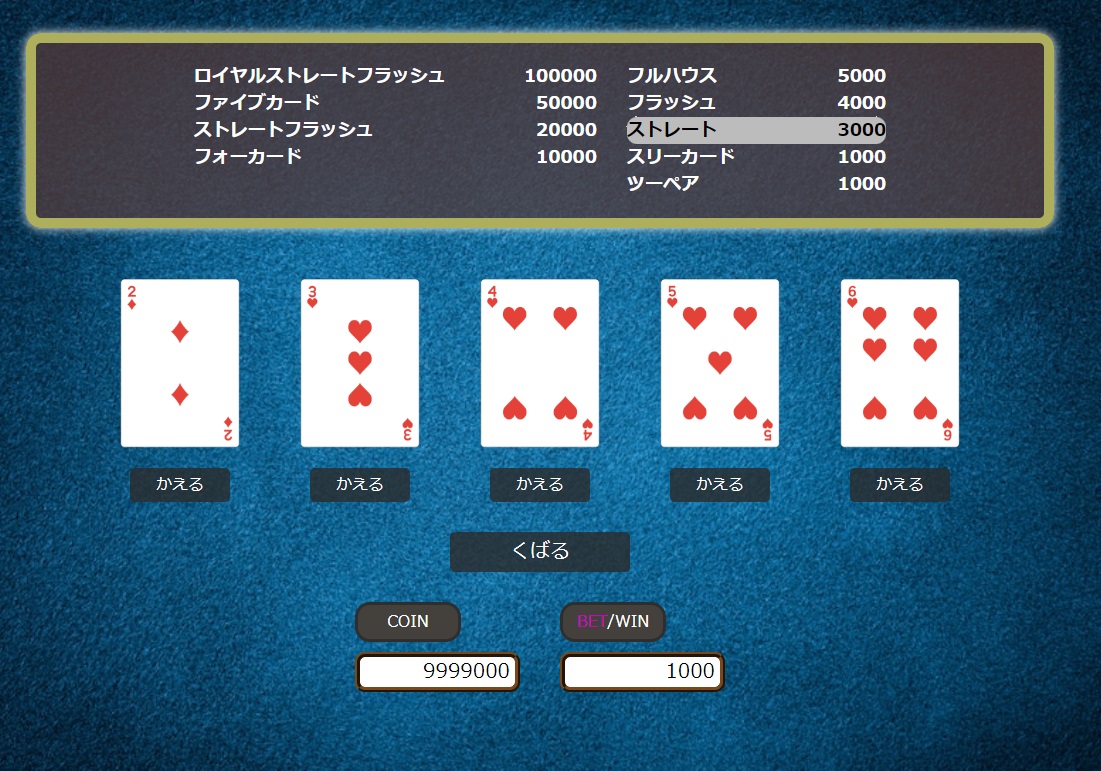 ロイヤルストレートフラッシュ 100000
ファイブカード 50000
ストレートフラッシュ 20000
フォーカード 10000
フルハウス 5000
フラッシュ 4000
ストレート 3000
スリーカード 1000
ツーペア 1000
2 3 4 5 6
2 3 4 5 6
かえる かえる かえる かえる かえる
くばる
COIN BET/WIN
9999000 1000